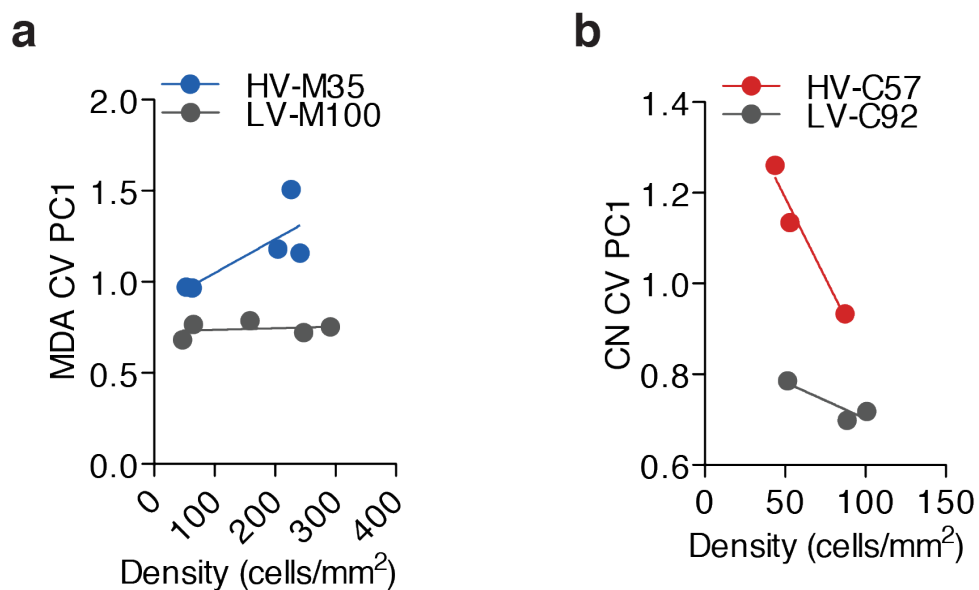 a
HV-M35
LV-M100
MDA CV PC1
2.0
1.5
1.0
0.5
0.0
0
100
200
300
400
Density (cells/mm²)
b
HV-C57
LV-C92
CN CV PC1
1.4
1.2
1.0
0.8
0.6
0
50
100
150
Density (cells/mm²)